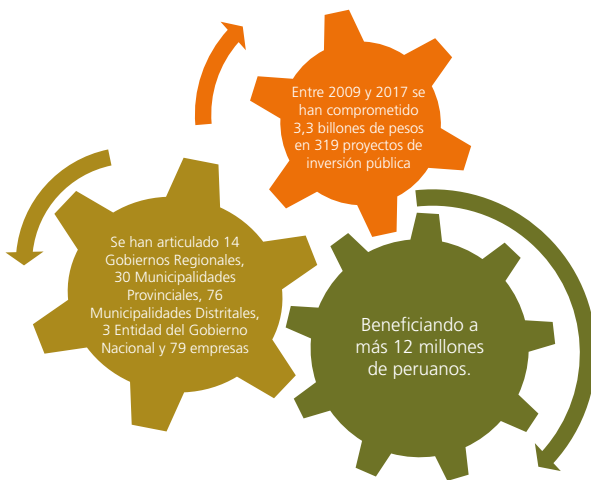 Entre 2009 y 2017 se
han comprometido
3,3 billones de pesos
en 319 proyectos de
inversión pública
Se han articulado 14
Gobiernos Regionales,
30 Municipalidades
Provinciales, 76
Municipalidades Distritales,
3 Entidad del Gobierno
Nacional y 79 empresas
Beneficiando a
más 12 millones
de peruanos.